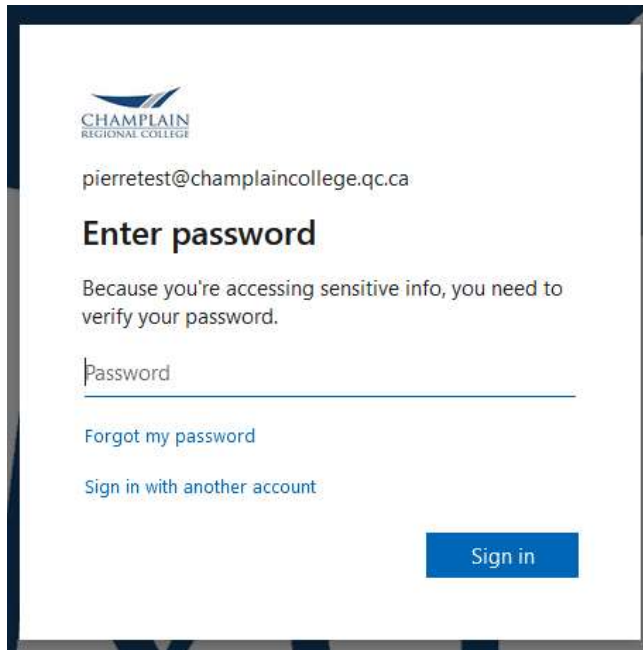 CHAMPLAIN
REGIONAL COLLEGE
pierretest@champlaincollege.qc.ca
Enter password
Because you're accessing sensitive info, you need to
verify your password.
Password
Forgot my password
Sign in with another account
Sign in